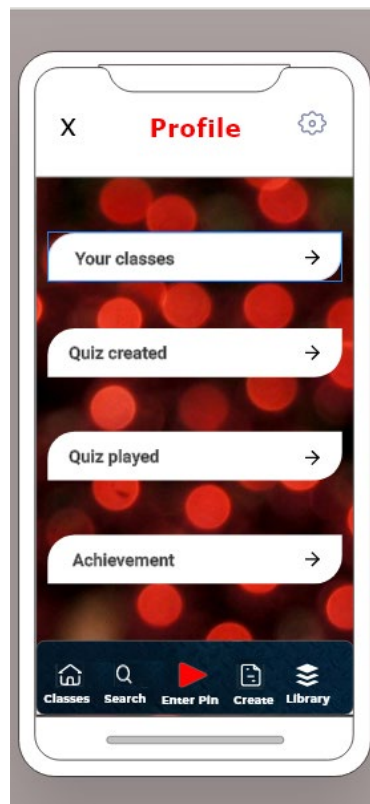 X Profile
Your classes
Quiz created
Quiz played
Achievement
Classes Search Enter Pin Create Library